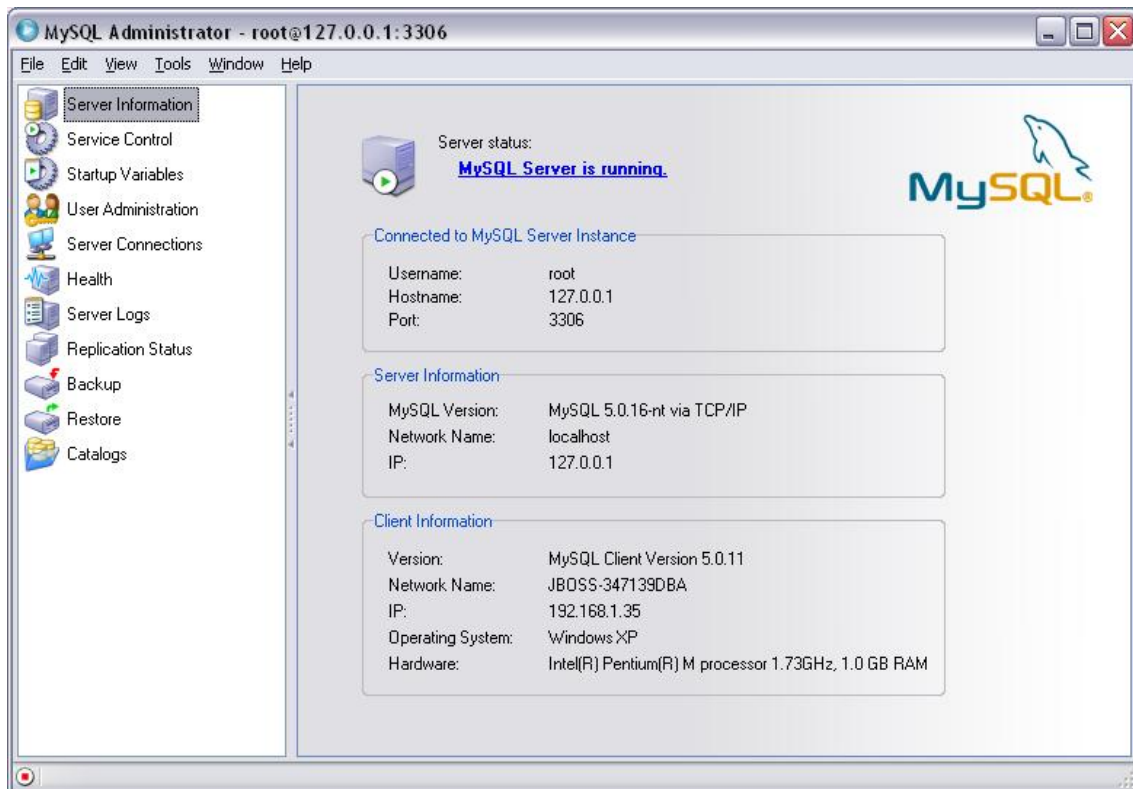 MySQL Administrator - root@127.0.0.1:3306
File Edit View Tools Window Help
Server Information
Service Control
Startup Variables
User Administration
Server Connections
Health
Server Logs
Replication Status
Backup
Restore
Catalogs
Server status:
MySQL Server is running.
MySQL®
Connected to MySQL Server Instance
Username: root
Hostname: 127.0.0.1
Port: 3306
Server Information
MySQL Version: MySQL 5.0.16-nt via TCP/IP
Network Name: localhost
IP: 127.0.0.1
Client Information
Version: MySQL Client Version 5.0.11
Network Name: JBOSS-347139DBA
IP: 192.168.1.35
Operating System: Windows XP
Hardware: Intel(R) Pentium(R) M processor 1.73GHz, 1.0 GB RAM